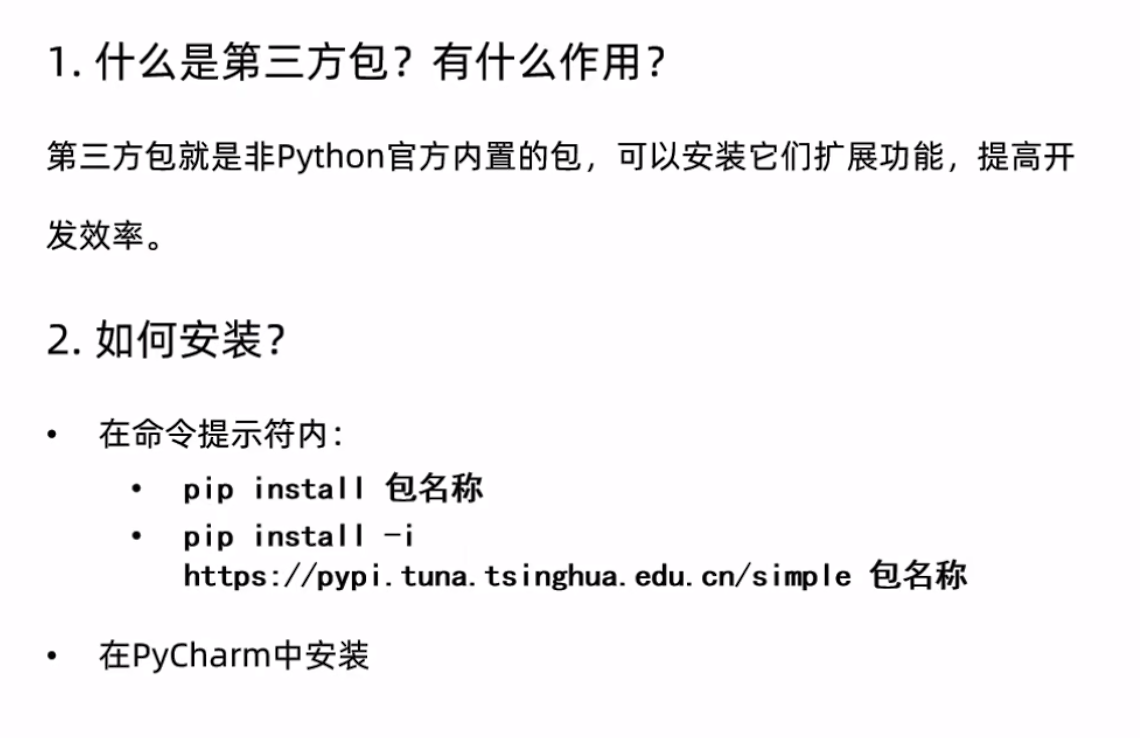 1. 什么是第三方包？有什么作用？
第三方包就是非Python官方内置的包，可以安装它们扩展功能，提高开
发效率。
2. 如何安装？
• 在命令提示符内：
• pip install 包名称
• pip install -i
https://pypi.tuna.tsinghua.edu.cn/simple 包名称
• 在PyCharm中安装